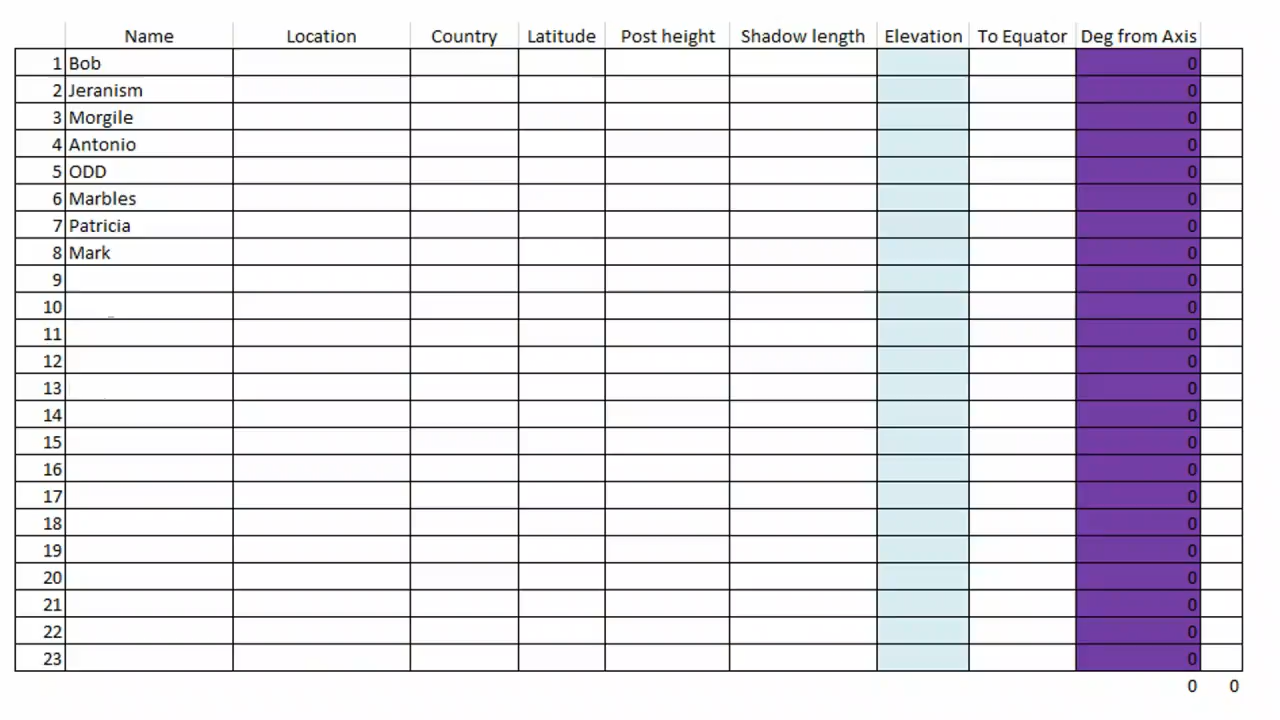 Name Location Country Latitude Post height Shadow length Elevation To Equator Deg from Axis
1 Bob 0
2 Jeranism 0
3 Morgile 0
4 Antonio 0
5 ODD 0
6 Marbles 0
7 Patricia 0
8 Mark 0
9 0
10 0
11 0
12 0
13 0
14 0
15 0
16 0
17 0
18 0
19 0
20 0
21 0
22 0
23 0
0 0